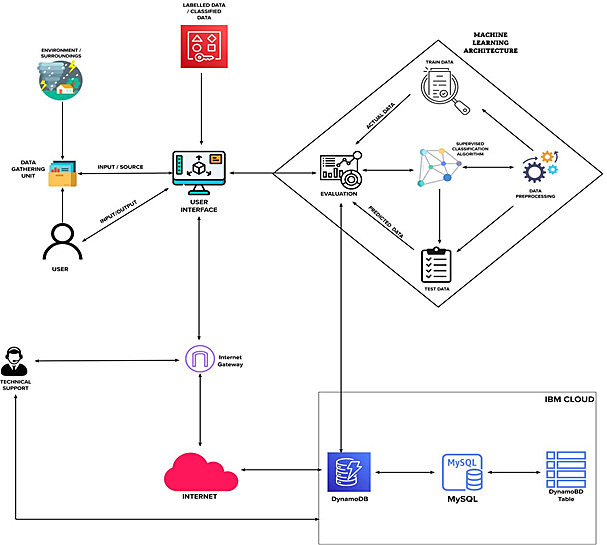 LABELLED DATA
/ CLASSIFIED
DATA
MACHINE
LEARNING
ARCHITECTURE
ENVIRONMENT /
SURROUNDINGS
TRAIN DATA
ACTUAL DATA
DATA
GATHERING
UNIT
INPUT / SOURCE
USER
INTERFACE
EVALUATION
SUPERVISED
CLASSIFICATION
ALGORITHM
DATA
PREPROCESSING
INPUT/OUTPUT
PREDICTED DATA
USER
TEST DATA
Internet
Gateway
TECHNICAL
SUPPORT
IBM CLOUD
INTERNET
DynamoDB
MySQL
MySQL
DynamoBD
Table